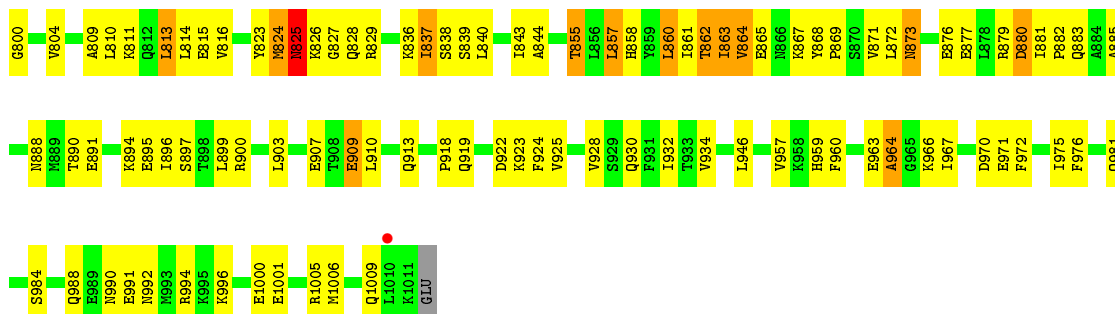 G800 V804 A809 L810 K811 Q812 L813 L814 E815 V816 Y823 M824 N825 K826 G827 Q828 R829 K836 I837 S838 S839 L840 I843 A844 T855 L856 L857 H858 Y859 L860 I861 T862 I863 V864 E865 N866 K867 Y868 P869 S870 V871 L872 N873 E876 E877 L878 R879 D880 I881 P882 Q883 A884
N888 M889 T890 E891 K894 E895 I896 S897 T898 L899 R900 L903 E907 T908 E909 L910 Q913 P918 Q919 D922 K923 F924 V925 V928 S929 Q930 F931 I932 T933 V934 L946 V957 K958 H959 F960 E963 A964 G965 K966 I967 D970 E971 F972 I975 F976
S984 Q988 E989 N990 E991 N992 M993 R994 K995 K996 E1000 E1001 R1005 M1006 Q1009 L1010 K1011 GLU